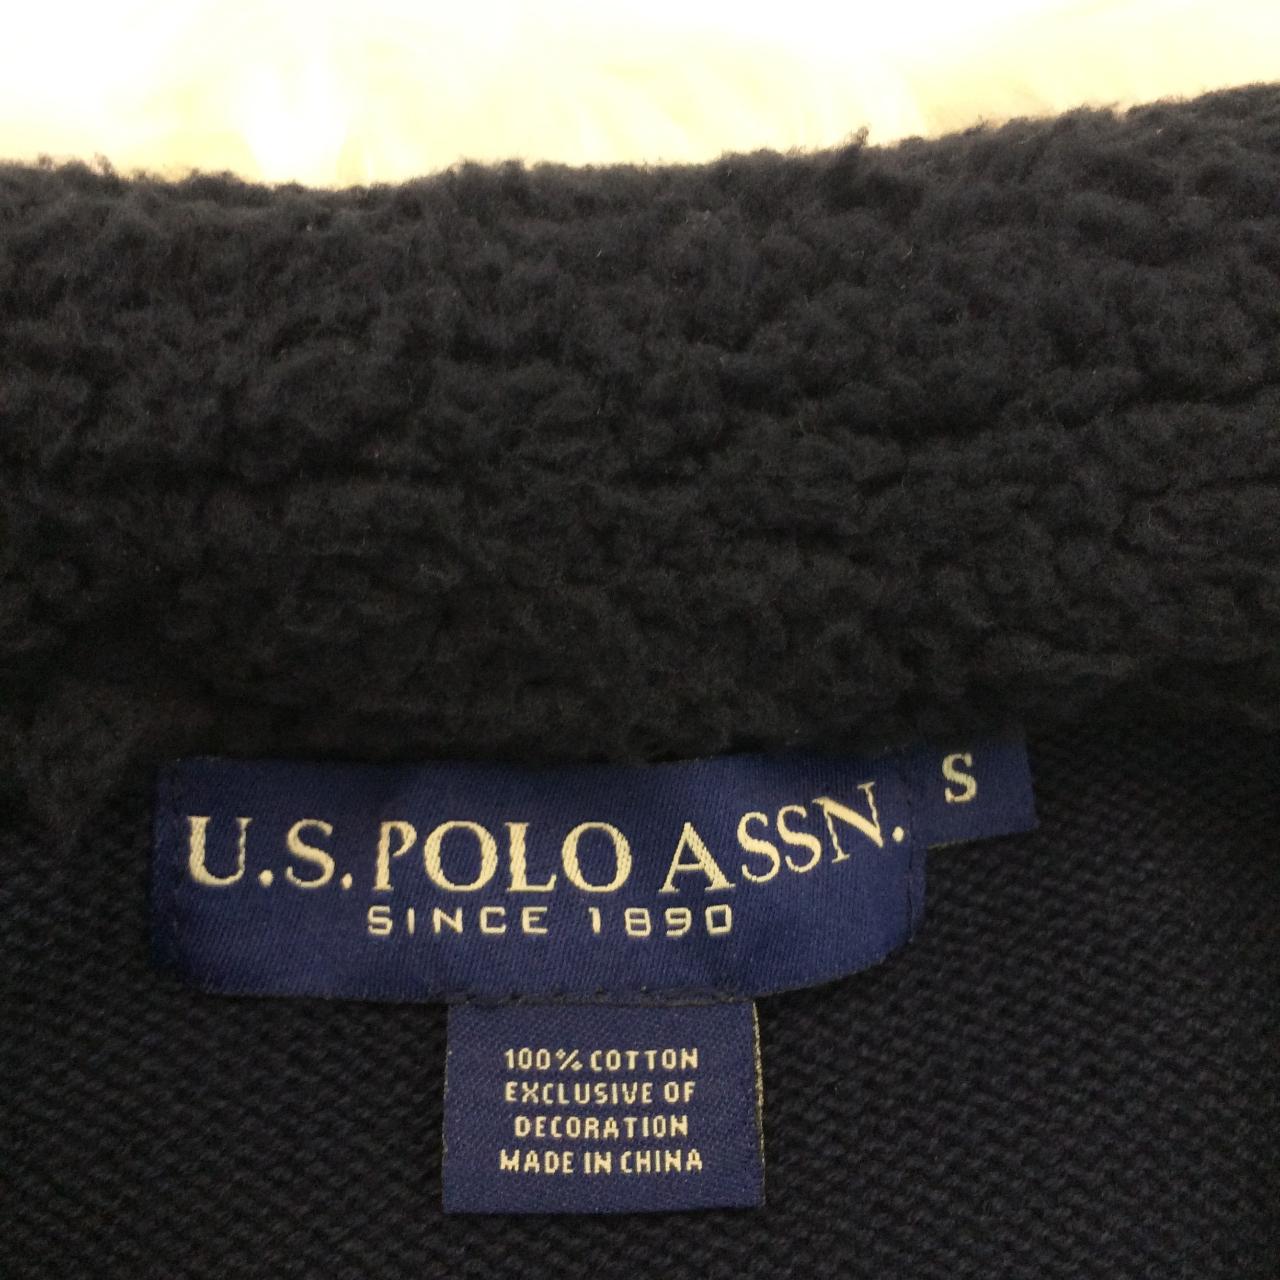 U.S. POLO ASSN.
S
SINCE 1890
100% COTTON
EXCLUSIVE OF
DECORATION
MADE IN CHINA